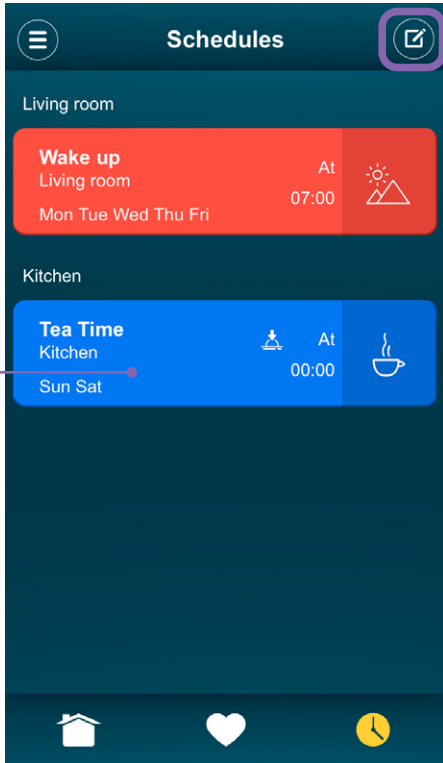 Schedules
Living room
Wake up
Living room
At
07:00
Mon Tue Wed Thu Fri
Kitchen
Tea Time
Kitchen
At
00:00
Sun Sat